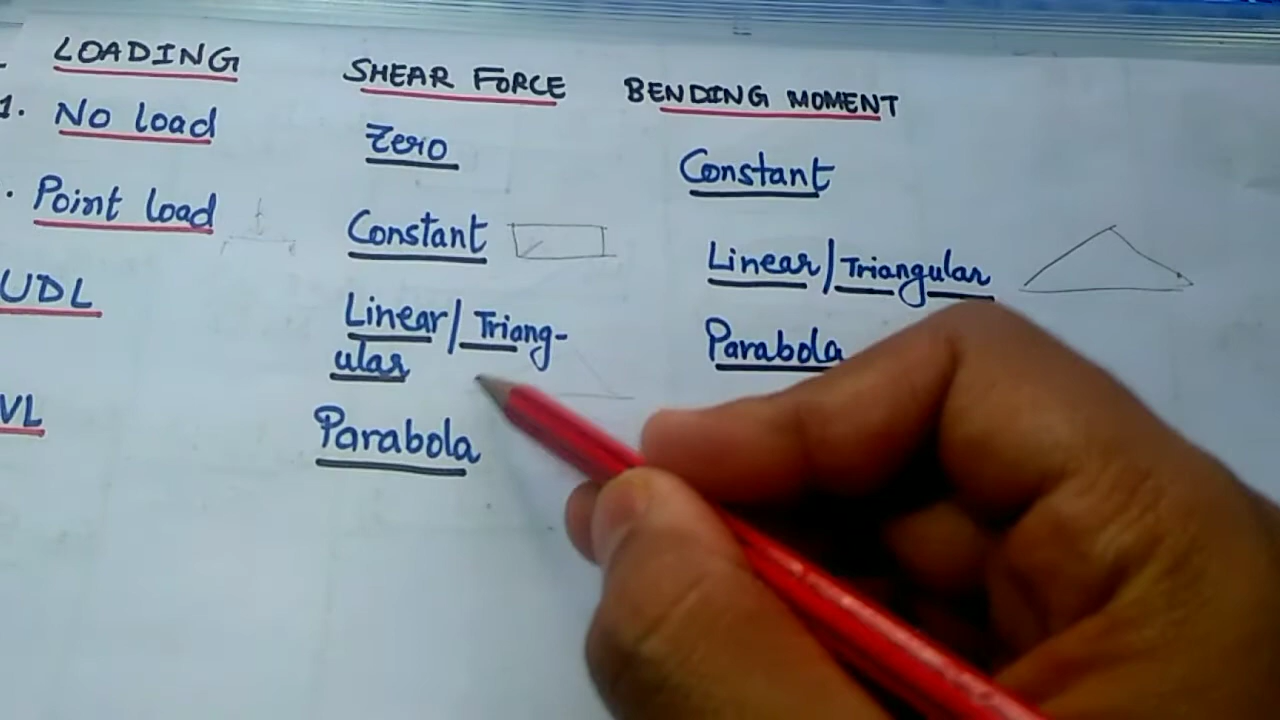 LOADING SHEAR FORCE BENDING MOMENT
1. No load Zero Constant
. Point load Constant Linear/Triangular
UDL Linear/Triang- Parabola
ular
VL Parabola